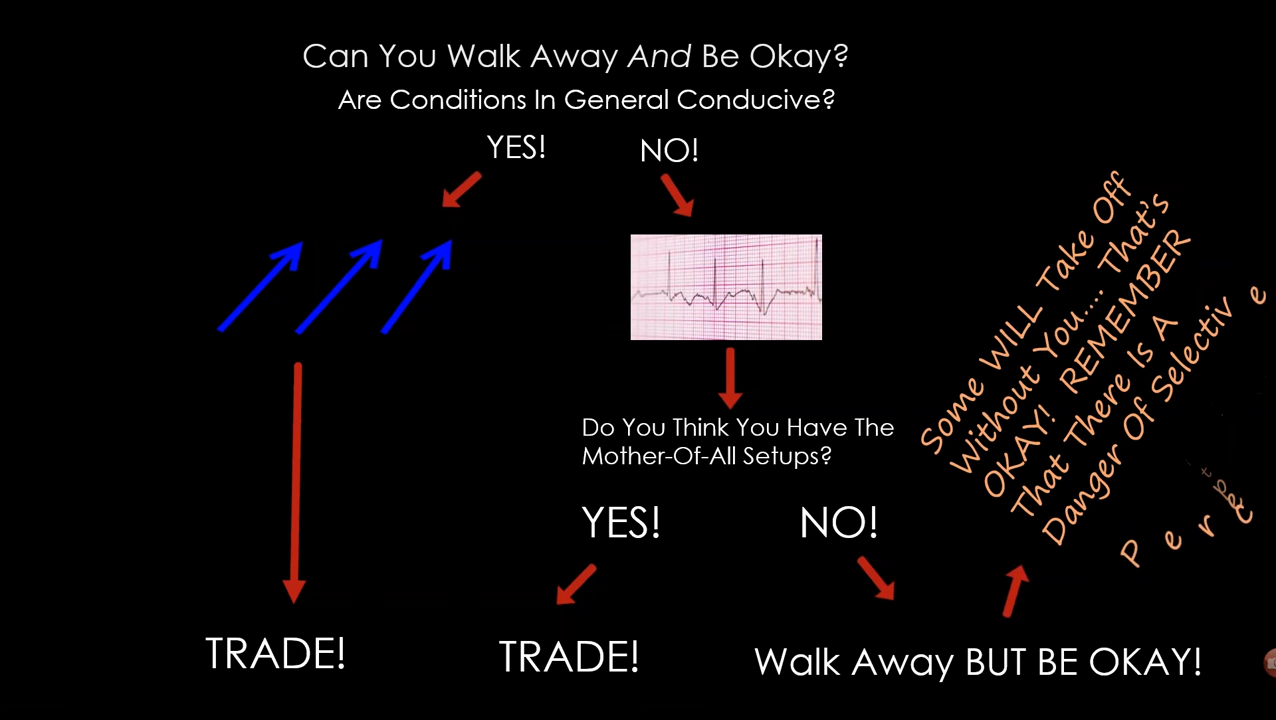 Can You Walk Away And Be Okay?
Are Conditions In General Conducive?
YES!
NO!
Do You Think You Have The
Mother-Of-All Setups?
YES!
NO!
TRADE!
TRADE!
Walk Away BUT BE OKAY!
Some WILL Take Off
Without You.... That's
OKAY! REMEMBER
That There Is A
Danger Of Selective